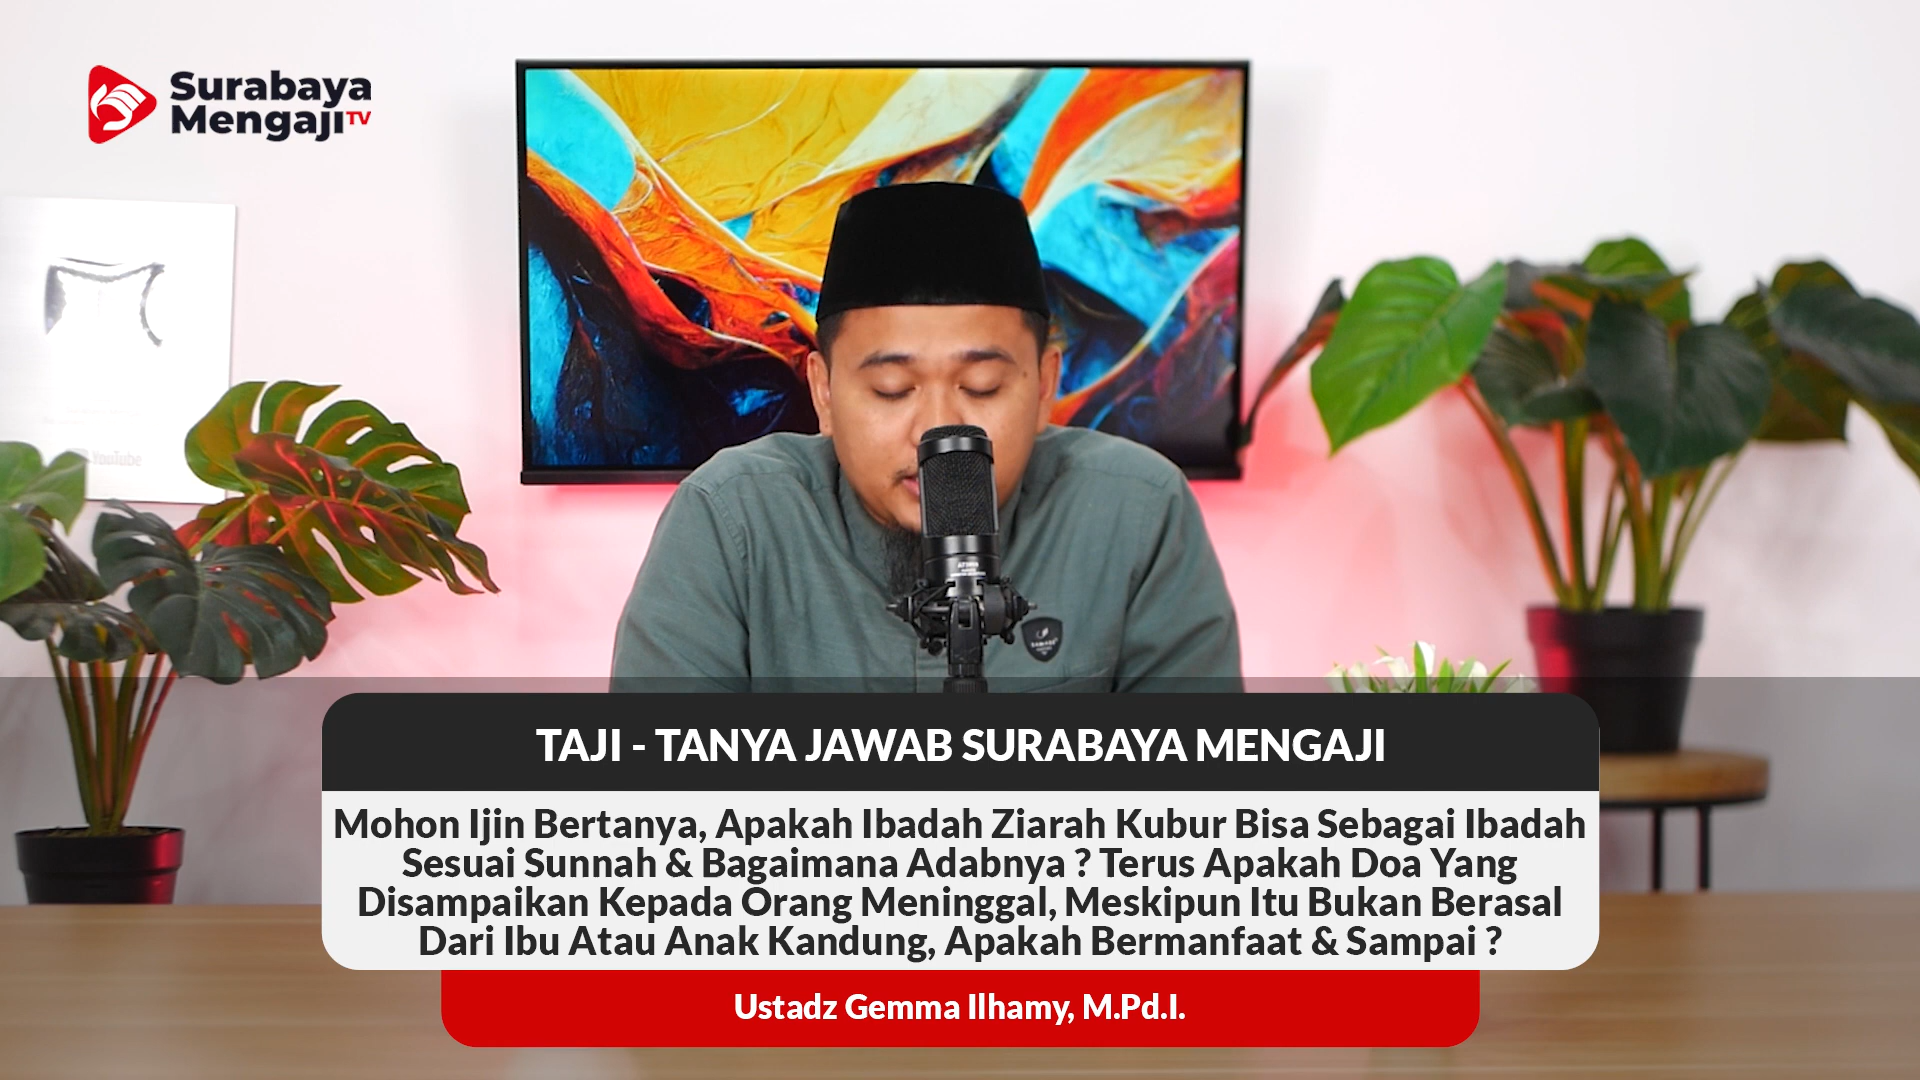 Surabaya
MengajiTV
YouTube
TAJI - TANYA JAWAB SURABAYA MENGAJI
Mohon Ijin Bertanya, Apakah Ibadah Ziarah Kubur Bisa Sebagai Ibadah
Sesuai Sunnah & Bagaimana Adabnya ? Terus Apakah Doa Yang
Disampaikan Kepada Orang Meninggal, Meskipun Itu Bukan Berasal
Dari Ibu Atau Anak Kandung, Apakah Bermanfaat & Sampai ?
Ustadz Gemma Ilhamy, M.Pd.I.